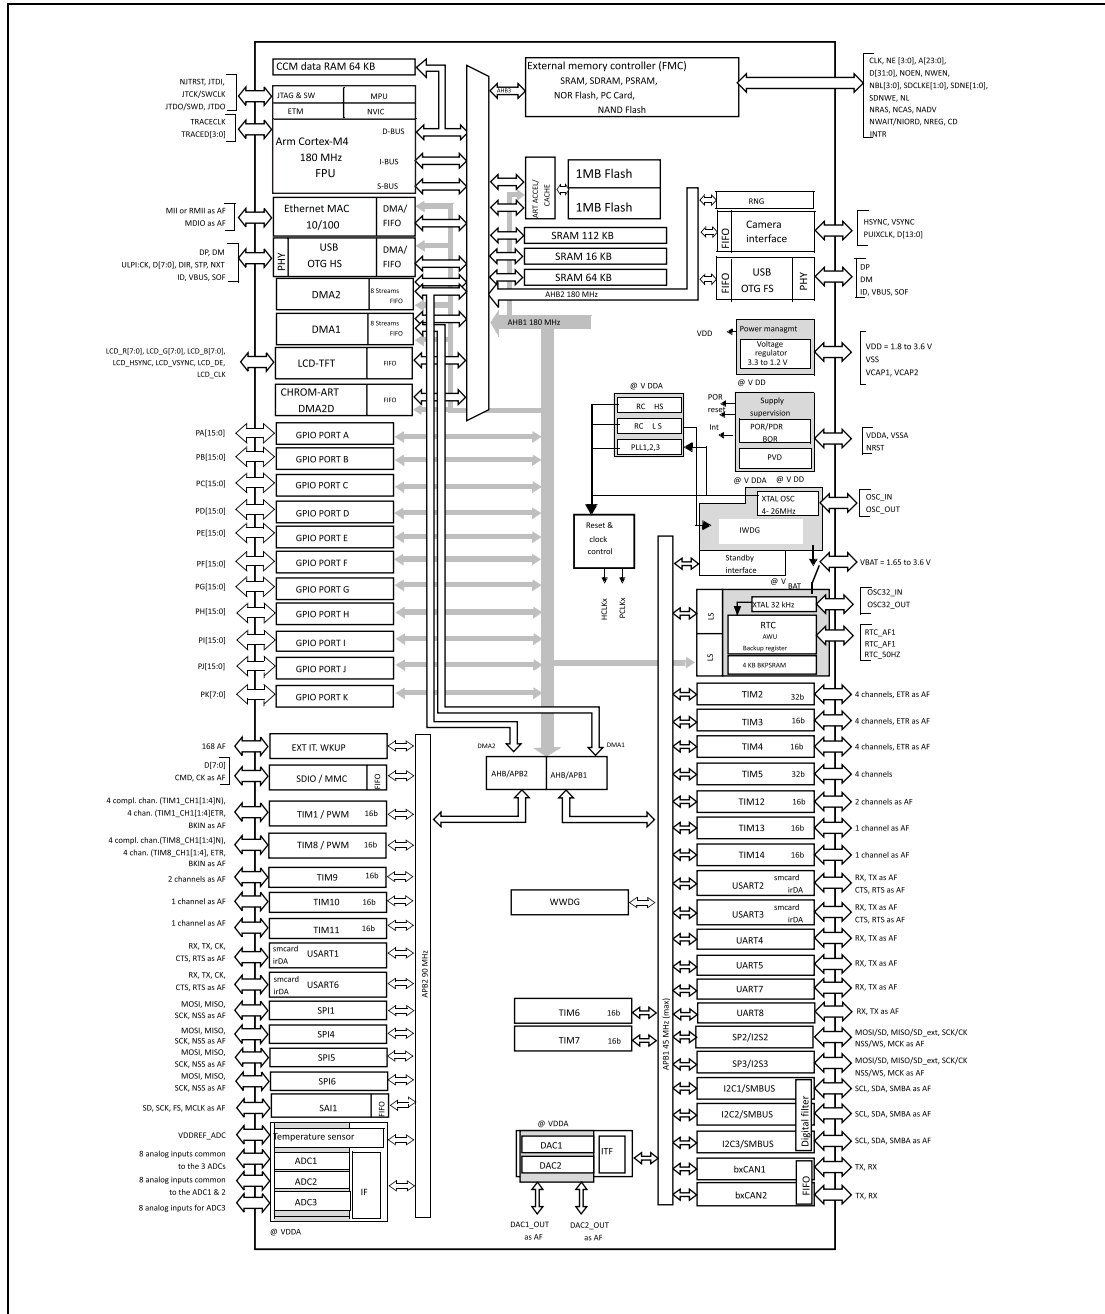 CCM data RAM 64 KB
External memory controller (FMC)
SRAM, SDRAM, PSRAM,
NOR Flash, PC Card,
NAND Flash
CLK, NE [3:0], A[23:0],
D[31:0], NOEN, NWEN,
NBL[3:0], SDCLKE[1:0], SDNE[1:0],
SDNWE, NL
NRAS, NCAS, NADV
NWAIT/NIORD, NREG, CD
INTR
AHB3
NJTRST, JTDI,
JTCK/SWCLK
JTDO/SWD, JTDO
JTAG & SW
MPU
ETM
NVIC
TRACECLK
TRACED[3:0]
Arm Cortex-M4
180 MHz
FPU
D-BUS
I-BUS
S-BUS
ART ACCEL/
CACHE
1MB Flash
1MB Flash
MII or RMII as AF
MDIO as AF
Ethernet MAC
10/100
DMA/
FIFO
SRAM 112 KB
SRAM 16 KB
SRAM 64 KB
RNG
FIFO
Camera
interface
HSYNC, VSYNC
PUIXCLK, D[13:0]
DP, DM
ULPI:CK, D[7:0], DIR, STP, NXT
ID, VBUS, SOF
PHY
USB
OTG HS
DMA/
FIFO
FIFO
USB
OTG FS
PHY
DP
DM
ID, VBUS, SOF
DMA2
8 Streams
FIFO
AHB2 180 MHz
DMA1
8 Streams
FIFO
AHB1 180 MHz
LCD_R[7:0], LCD_G[7:0], LCD_B[7:0],
LCD_HSYNC, LCD_VSYNC, LCD_DE,
LCD_CLK
LCD-TFT
FIFO
CHROM-ART
DMA2D
FIFO
VDD
Power managmt
Voltage
regulator
3.3 to 1.2 V
@ V DD
VDD = 1.8 to 3.6 V
VSS
VCAP1, VCAP2
@ V DDA
RC HS
RC L S
PLL1,2,3
POR
reset
Int
Supply
supervision
POR/PDR
BOR
PVD
VDDA, VSSA
NRST
@ V DDA
@ V DD
XTAL OSC
4- 26MHz
OSC_IN
OSC_OUT
IWDG
Reset &
clock
control
HCLKx
PCLKx
Standby
interface
VBAT = 1.65 to 3.6 V
@ V BAT
LS
LS
XTAL 32 kHz
OSC32_IN
OSC32_OUT
RTC
AWU
Backup register
4 KB BKPSRAM
RTC_AF1
RTC_AF1
RTC_50HZ
PA[15:0]
GPIO PORT A
PB[15:0]
GPIO PORT B
PC[15:0]
GPIO PORT C
PD[15:0]
GPIO PORT D
PE[15:0]
GPIO PORT E
PF[15:0]
GPIO PORT F
PG[15:0]
GPIO PORT G
PH[15:0]
GPIO PORT H
PI[15:0]
GPIO PORT I
PJ[15:0]
GPIO PORT J
PK[7:0]
GPIO PORT K
DMA2
DMA1
AHB/APB2
AHB/APB1
168 AF
EXT IT. WKUP
D[7:0]
CMD, CK as AF
SDIO / MMC
FIFO
4 compl. chan. (TIM1_CH1[1:4]N),
4 chan. (TIM1_CH1[1:4]ETR,
BKIN as AF
TIM1 / PWM
16b
4 compl. chan.(TIM8_CH1[1:4]N),
4 chan. (TIM8_CH1[1:4], ETR,
BKIN as AF
TIM8 / PWM
16b
2 channels as AF
TIM9
16b
1 channel as AF
TIM10
16b
1 channel as AF
TIM11
16b
RX, TX, CK,
CTS, RTS as AF
smcard
irDA
USART1
RX, TX, CK,
CTS, RTS as AF
smcard
irDA
USART6
MOSI, MISO,
SCK, NSS as AF
SPI1
MOSI, MISO,
SCK, NSS as AF
SPI4
MOSI, MISO,
SCK, NSS as AF
SPI5
MOSI, MISO,
SCK, NSS as AF
SPI6
SD, SCK, FS, MCLK as AF
SAI1
FIFO
VDDREF_ADC
Temperature sensor
8 analog inputs common
to the 3 ADCs
ADC1
8 analog inputs common
to the ADC1 & 2
ADC2
8 analog inputs for ADC3
ADC3
IF
@ VDDA
APB2 90 MHz
WWDG
TIM6
16b
TIM7
16b
@ VDDA
DAC1
DAC2
ITF
DAC1_OUT
as AF
DAC2_OUT
as AF
APB1 45 MHz (max)
TIM2
32b
4 channels, ETR as AF
TIM3
16b
4 channels, ETR as AF
TIM4
16b
4 channels, ETR as AF
TIM5
32b
4 channels
TIM12
16b
2 channels as AF
TIM13
16b
1 channel as AF
TIM14
16b
1 channel as AF
USART2
smcard
irDA
RX, TX as AF
CTS, RTS as AF
USART3
smcard
irDA
RX, TX as AF
CTS, RTS as AF
UART4
RX, TX as AF
UART5
RX, TX as AF
UART7
RX, TX as AF
UART8
RX, TX as AF
SP2/I2S2
MOSI/SD, MISO/SD_ext, SCK/CK
NSS/WS, MCK as AF
SP3/I2S3
MOSI/SD, MISO/SD_ext, SCK/CK
NSS/WS, MCK as AF
I2C1/SMBUS
SCL, SDA, SMBA as AF
I2C2/SMBUS
SCL, SDA, SMBA as AF
I2C3/SMBUS
SCL, SDA, SMBA as AF
Digital filter
bxCAN1
TX, RX
bxCAN2
TX, RX
FIFO